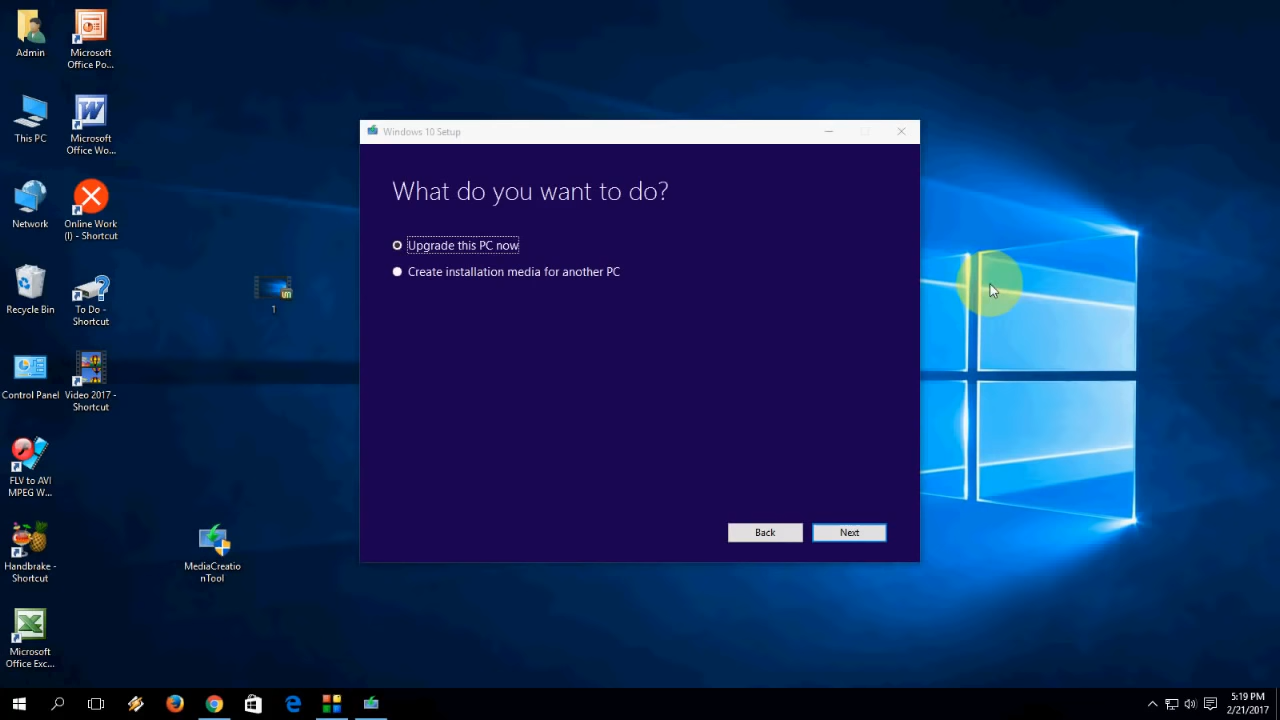 Admin
Microsoft
Office Po...
This PC
Microsoft
Office Wo...
Network
Online Work
(I) - Shortcut
Recycle Bin
To Do -
Shortcut
Control Panel
Video 2017 -
Shortcut
FLV to AVI
MPEG W...
Handbrake -
Shortcut
Microsoft
Office Exc...
1
MediaCreatio
nTool
Windows 10 Setup
What do you want to do?
Upgrade this PC now
Create installation media for another PC
Back
Next
5:19 PM
2/21/2017